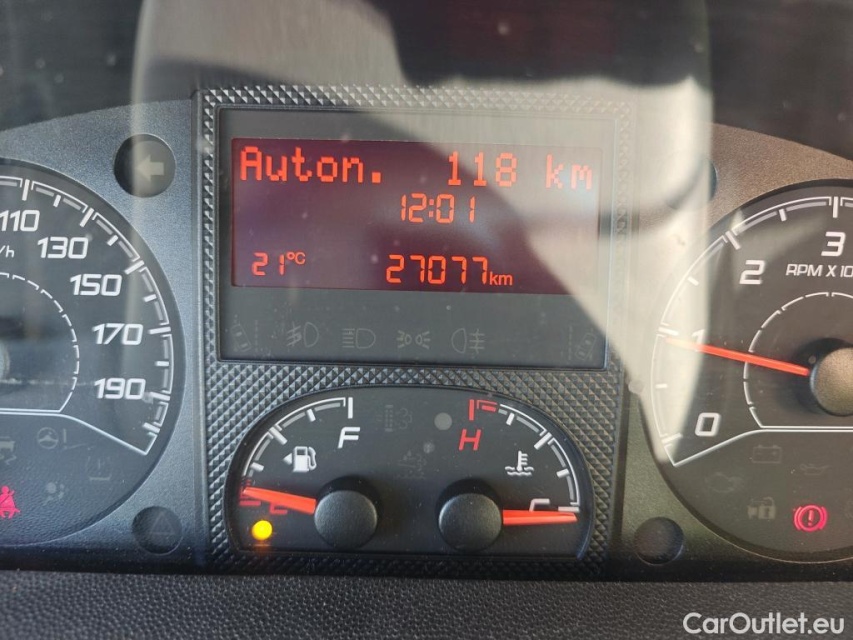 Auton. 118 km
12:01
21°C 27077km
110
130
150
170
190
/h
3
2
RPM X 10
1
0
F
H
E
C
CarOutlet.eu